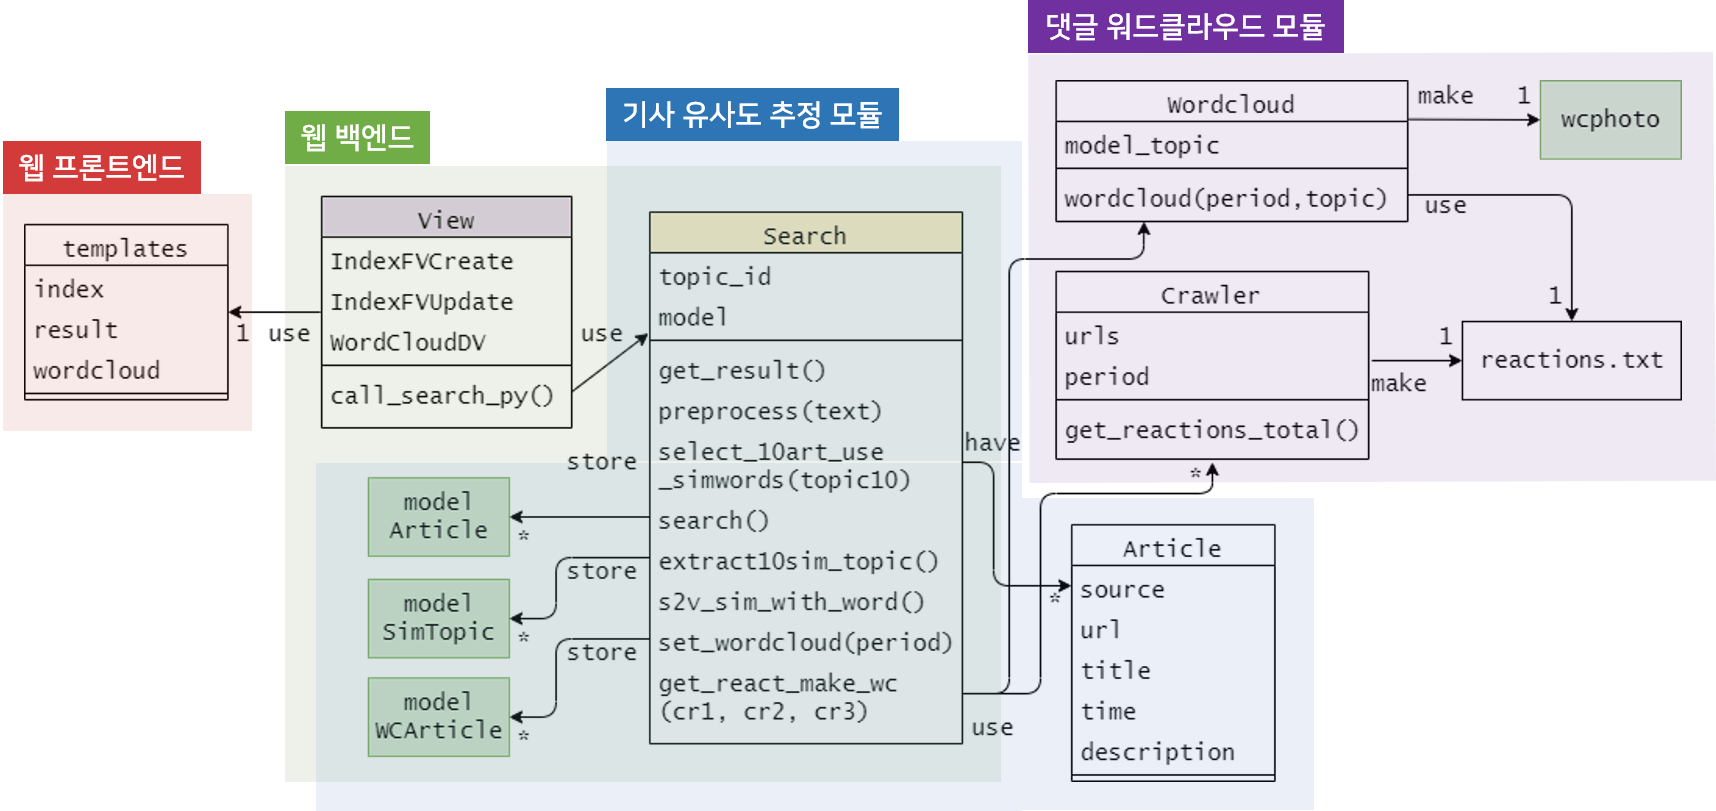 웹 프론트엔드
templates
index
result
wordcloud
1 use
웹 백엔드
View
IndexFVCreate
IndexFVUpdate
WordCloudDV
call_search_py()
use
기사 유사도 추정 모듈
Search
topic_id
model
get_result()
preprocess(text)
select_10art_use
_simwords(topic10)
search()
extract10sim_topic()
s2v_sim_with_word()
set_wordcloud(period)
get_react_make_wc
(cr1, cr2, cr3)
store
model
Article
*
store
model
SimTopic
*
store
model
WCArticle
*
have
*
use
Article
source
url
title
time
description
댓글 워드클라우드 모듈
Wordcloud
model_topic
wordcloud(period,topic)
make 1
wcphoto
use
1
Crawler
urls
period
get_reactions_total()
*
1
make
reactions.txt